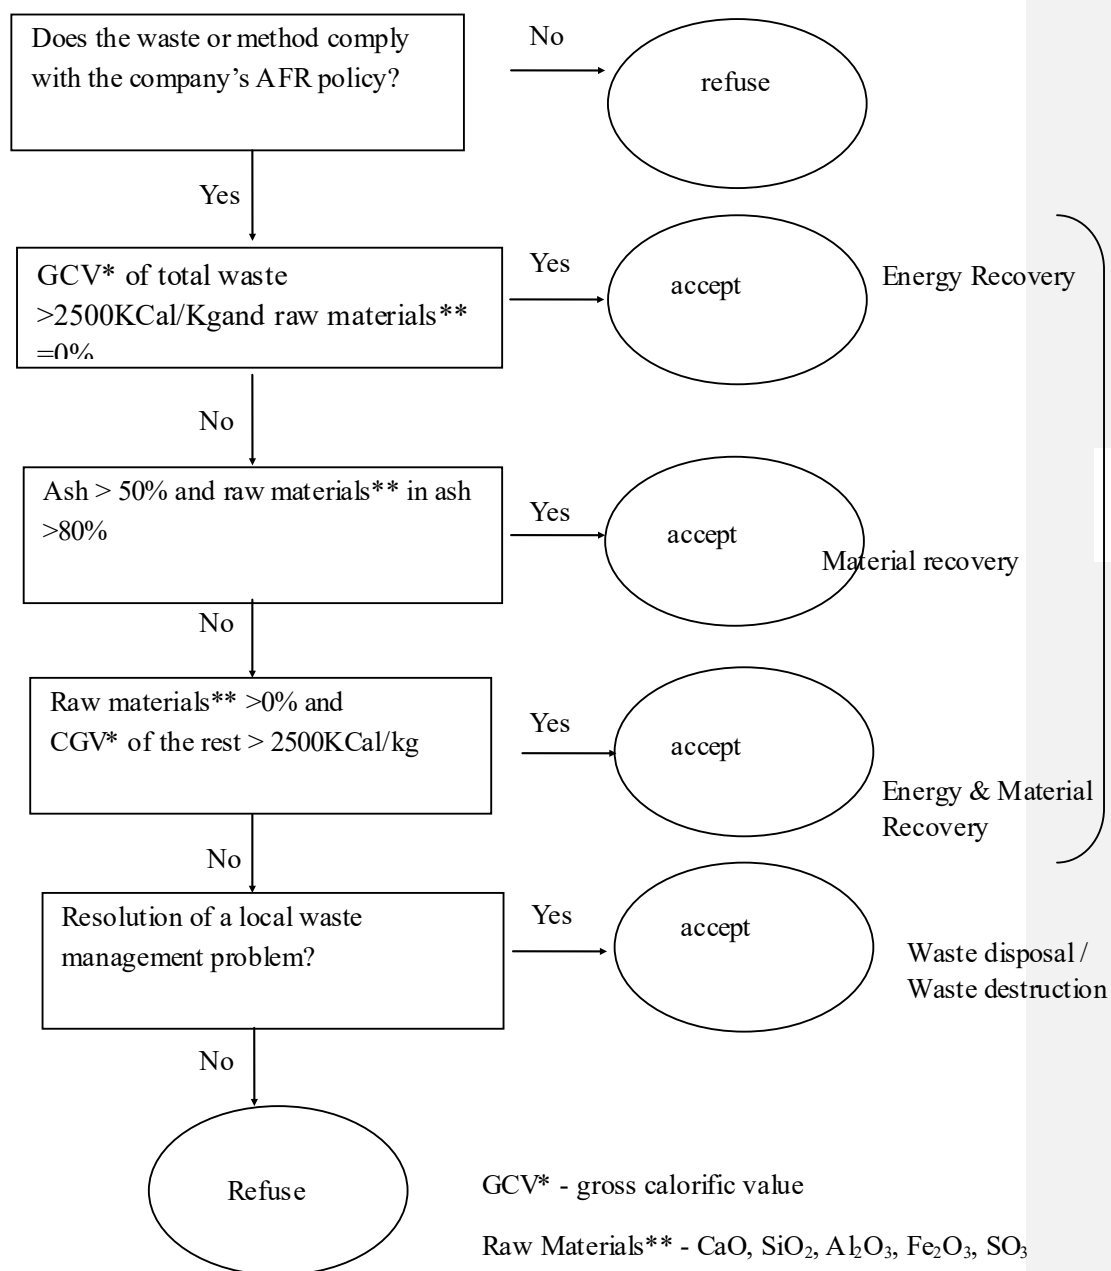 Does the waste or method comply
with the company's AFR policy?
No
refuse
Yes
GCV* of total waste
>2500KCal/Kgand raw materials**
=0%
Yes
accept
Energy Recovery
No
Ash > 50% and raw materials** in ash
>80%
Yes
accept
Material recovery
No
Raw materials** >0% and
CGV* of the rest > 2500KCal/kg
Yes
accept
Energy & Material
Recovery
No
Resolution of a local waste
management problem?
Yes
accept
Waste disposal /
Waste destruction
No
Refuse
GCV* - gross calorific value
Raw Materials** - CaO, SiO₂, Al₂O₃, Fe₂O₃, SO₃